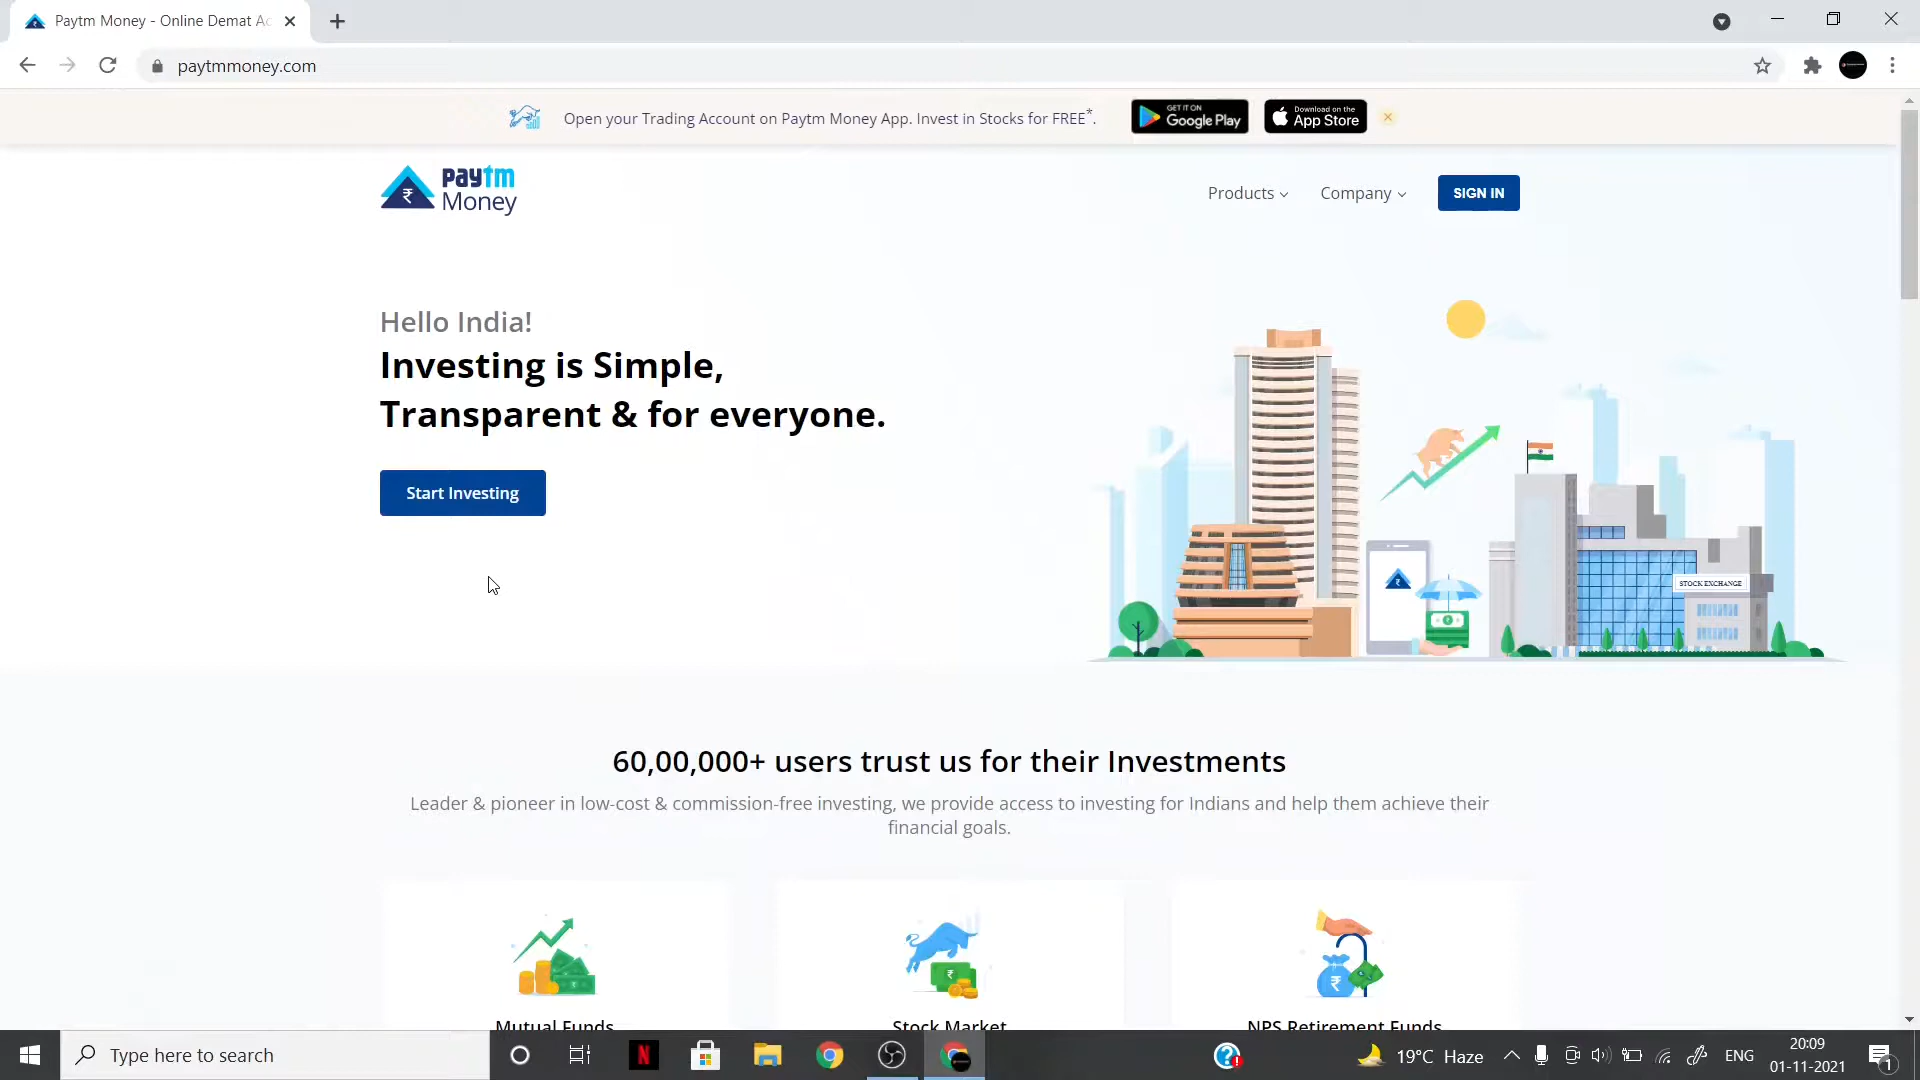 Paytm Money - Online Demat Ac
paytmmoney.com
Open your Trading Account on Paytm Money App. Invest in Stocks for FREE*.
GET IT ON
Google Play
Download on the
App Store
paytm
Money
Products
Company
SIGN IN
Hello India!
Investing is Simple,
Transparent & for everyone.
Start Investing
STOCK EXCHANGE
60,00,000+ users trust us for their Investments
Leader & pioneer in low-cost & commission-free investing, we provide access to investing for Indians and help them achieve their
financial goals.
Mutual Funds
Stock Market
NPS Retirement Funds
Type here to search
19°C Haze
ENG
20:09
01-11-2021
1